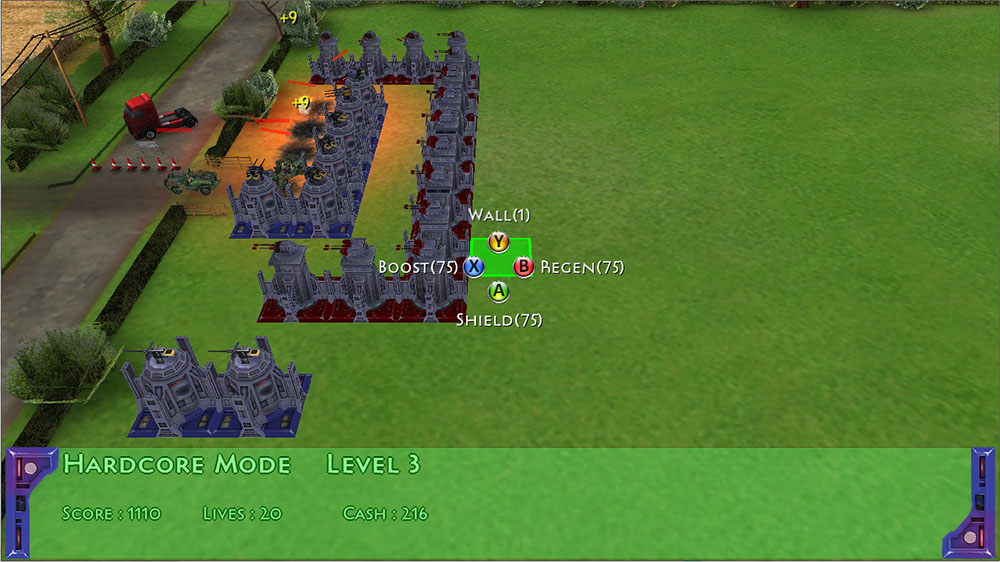 +9
+9
Wall(1)
Y
Boost(75) X B Regen(75)
A
Shield(75)
Hardcore Mode Level 3
Score : 1110 Lives : 20 Cash : 216